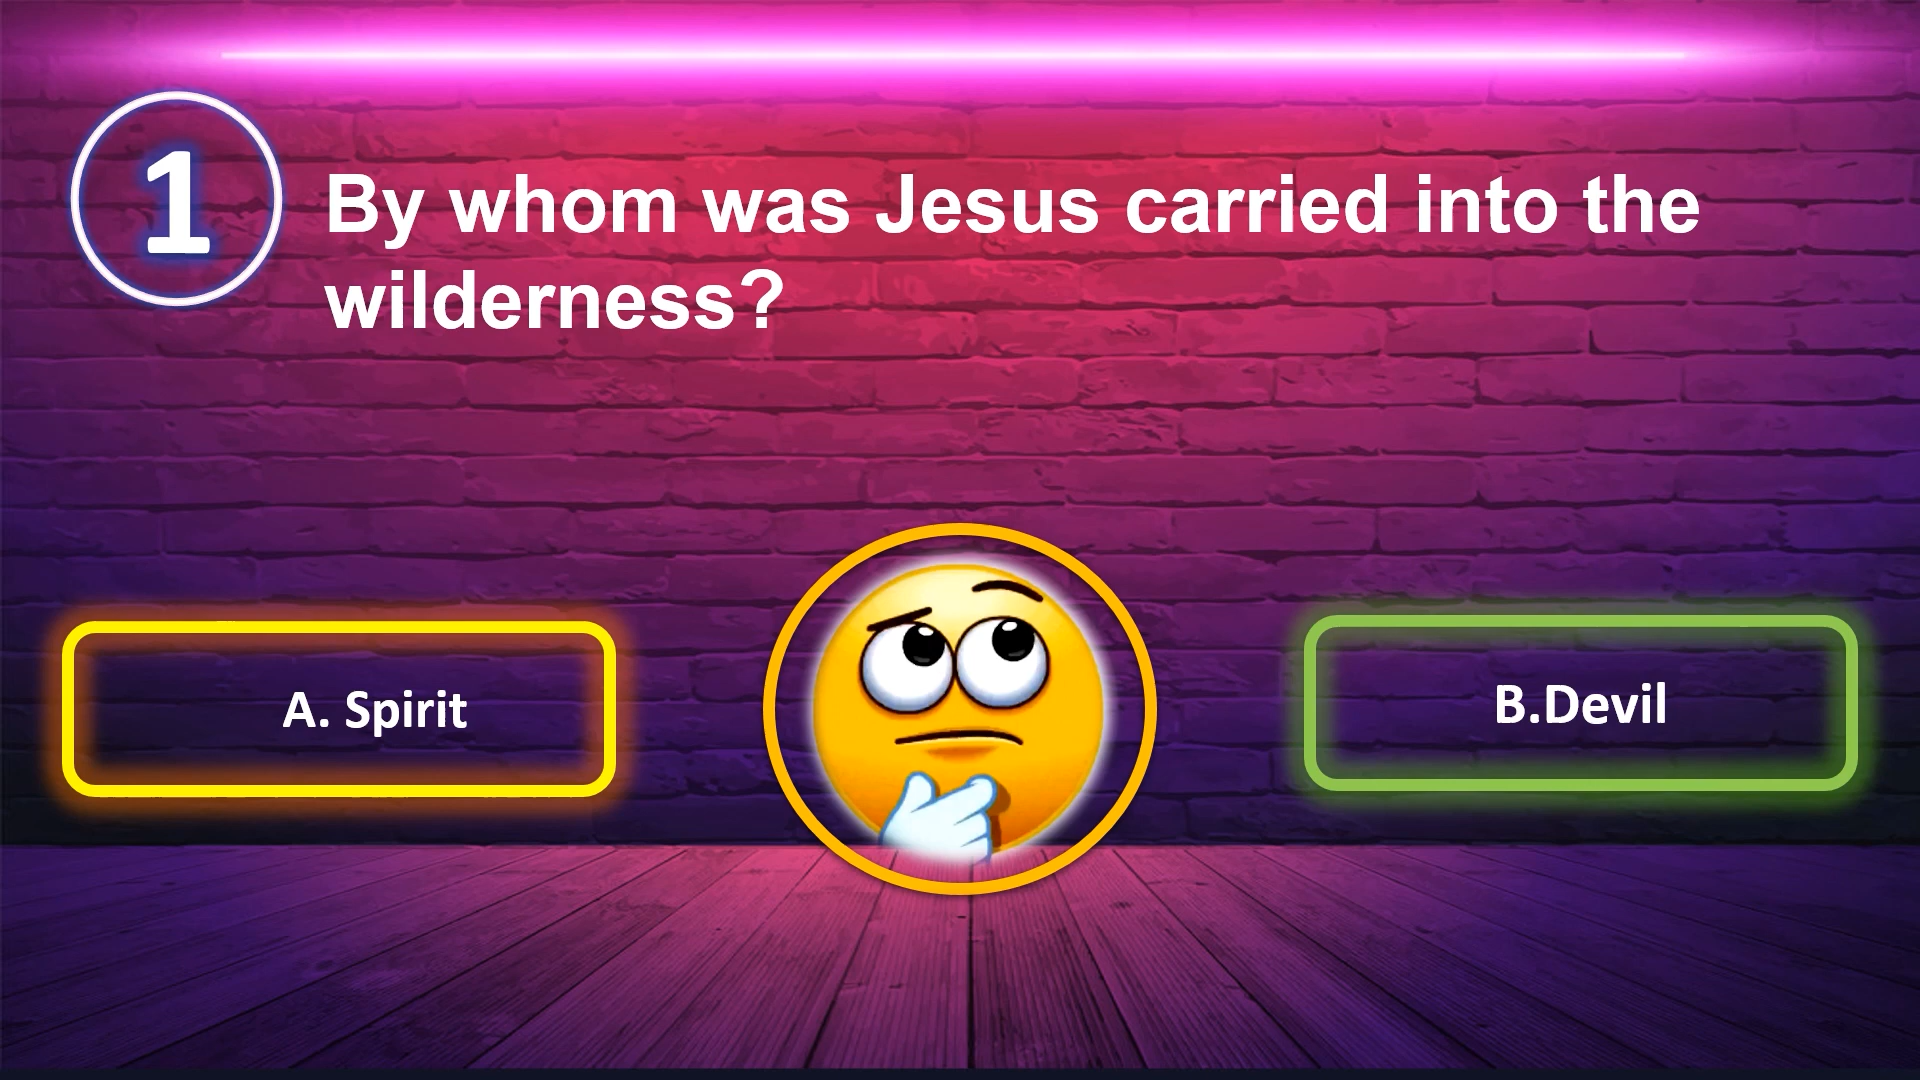 1
By whom was Jesus carried into the
wilderness?
A. Spirit
B.Devil